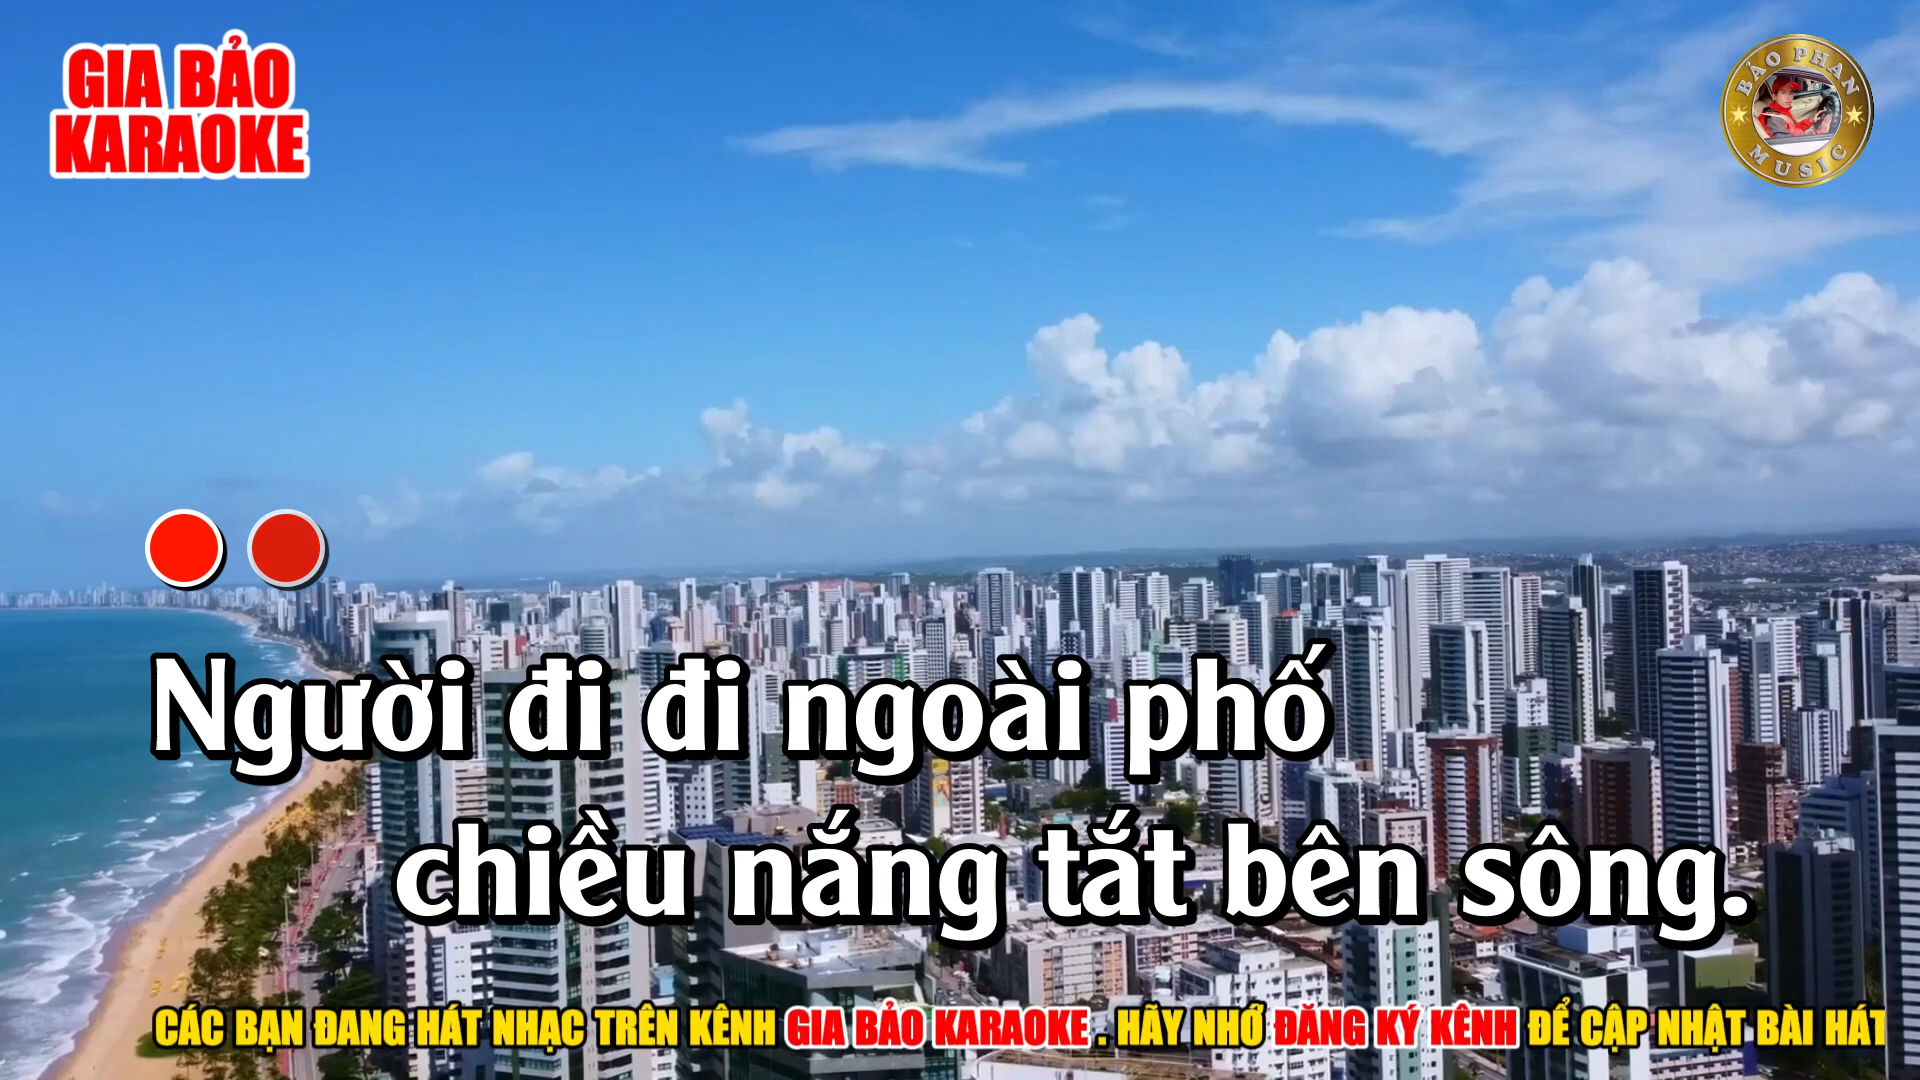 GIA BẢO
KARAOKE
BẢO PHAN
MUSIC
Người đi đi ngoài phố
chiều nắng tắt bên sông.
CÁC BẠN ĐANG HÁT NHẠC TRÊN KÊNH GIA BẢO KARAOKE . HÃY NHỚ ĐĂNG KÝ KÊNH ĐỂ CẬP NHẬT BÀI HÁT